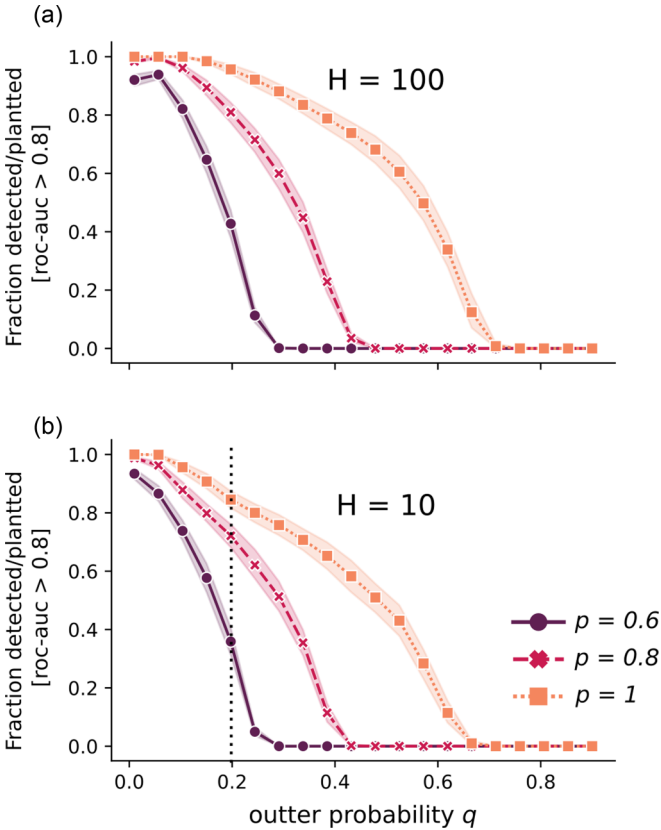 (a)
Fraction detected/plantted
[roc-auc > 0.8]
1.0
0.8
0.6
0.4
0.2
0.0
H = 100
(b)
Fraction detected/plantted
[roc-auc > 0.8]
1.0
0.8
0.6
0.4
0.2
0.0
H = 10
p = 0.6
p = 0.8
p = 1
0.0 0.2 0.4 0.6 0.8
outter probability q